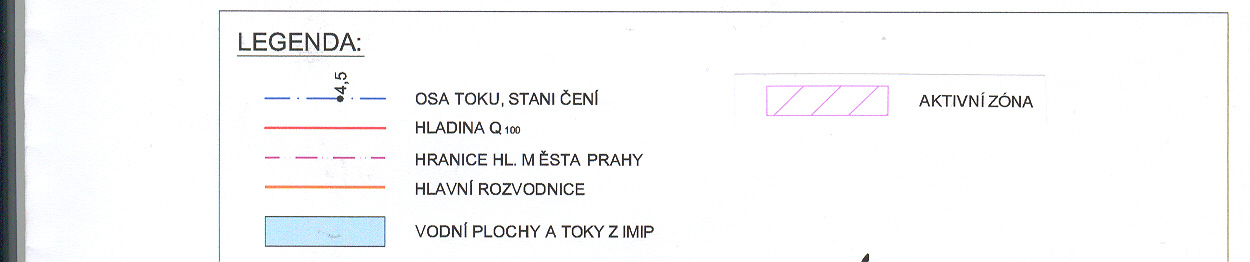 LEGENDA:
4,5
OSA TOKU, STANI ČENÍ
HLADINA Q 100
HRANICE HL. M ĚSTA PRAHY
HLAVNÍ ROZVODNICE
VODNÍ PLOCHY A TOKY Z IMIP
AKTIVNÍ ZÓNA